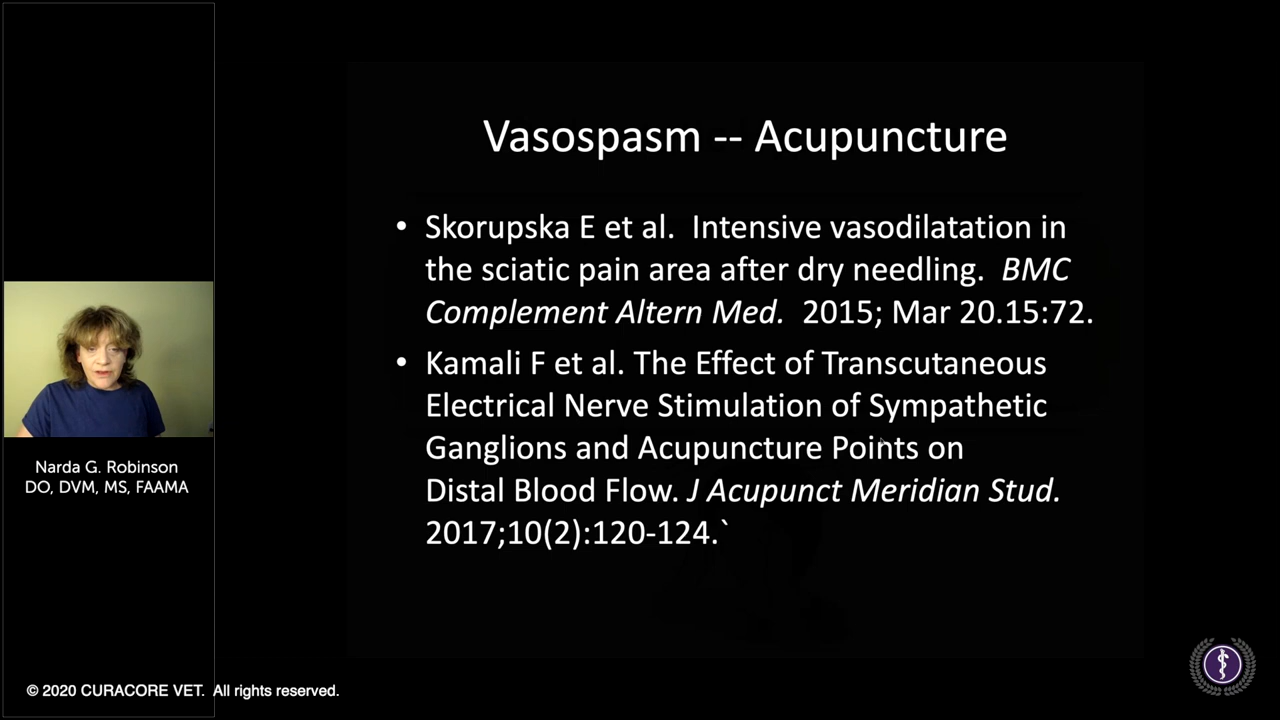 Vasospasm -- Acupuncture
• Skorupska E et al. Intensive vasodilatation in
the sciatic pain area after dry needling. BMC
Complement Altern Med. 2015; Mar 20.15:72.
• Kamali F et al. The Effect of Transcutaneous
Electrical Nerve Stimulation of Sympathetic
Ganglions and Acupuncture Points on
Distal Blood Flow. J Acupunct Meridian Stud.
2017;10(2):120-124.`
Narda G. Robinson
DO, DVM, MS, FAAMA
© 2020 CURACORE VET. All rights reserved.